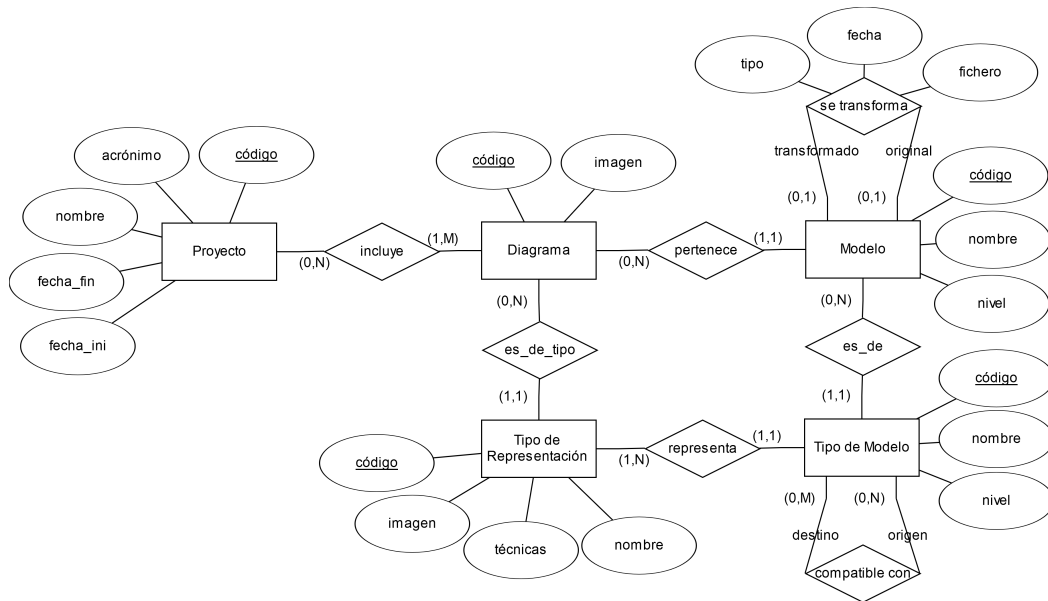 fecha
tipo
fichero
se transforma
acrónimo
código
código
imagen
transformado
original
código
nombre
(0,1)
(0,1)
Proyecto
(0,N)
incluye
(1,M)
Diagrama
(0,N)
pertenece
(1,1)
Modelo
nombre
fecha_fin
(0,N)
(0,N)
nivel
fecha_ini
es_de_tipo
es_de
(1,1)
(1,1)
código
Tipo de
Representación
(1,N)
representa
(1,1)
Tipo de Modelo
nombre
código
imagen
técnicas
nombre
(0,M)
(0,N)
nivel
destino
origen
compatible con